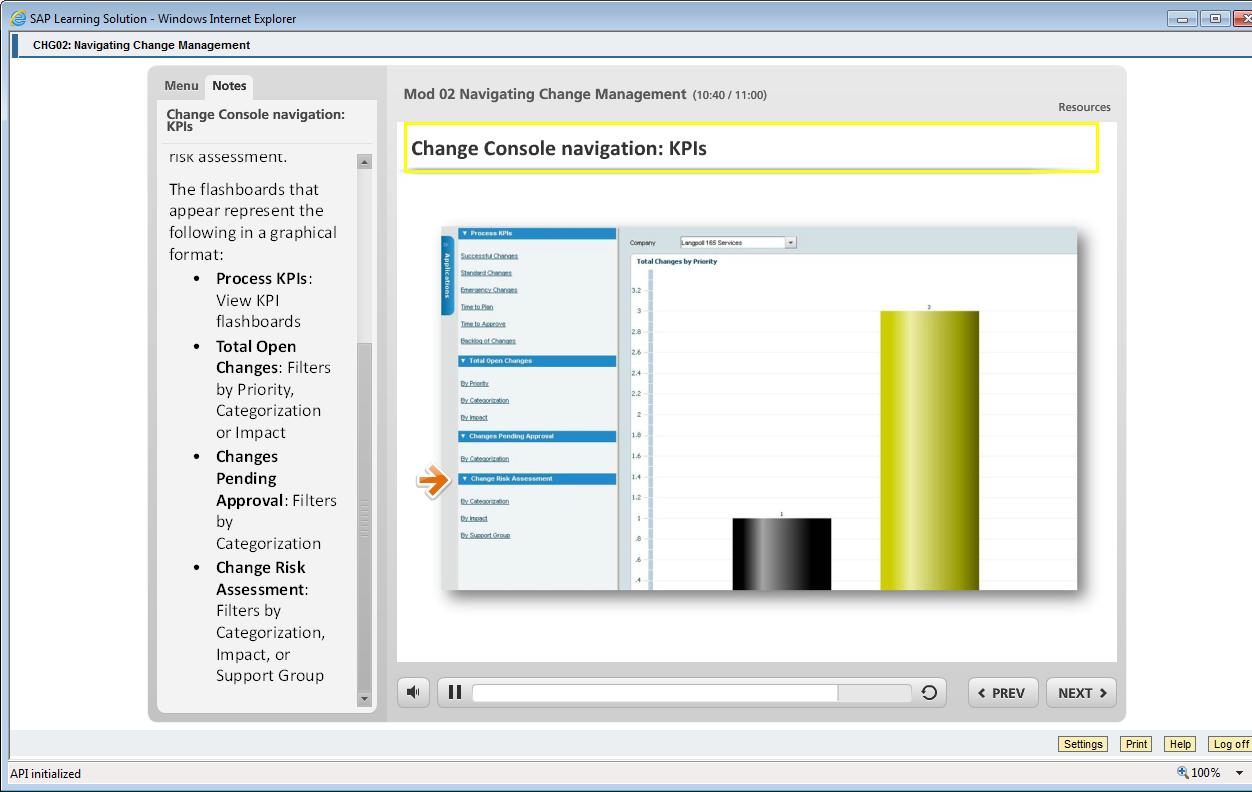 SAP Learning Solution - Windows Internet Explorer
CHG02: Navigating Change Management
Menu
Notes
Change Console navigation:
KPIs
risk assessment.
The flashboards that
appear represent the
following in a graphical
format:
• Process KPIs:
View KPI
flashboards
• Total Open
Changes: Filters
by Priority,
Categorization
or Impact
• Changes
Pending
Approval: Filters
by
Categorization
• Change Risk
Assessment:
Filters by
Categorization,
Impact, or
Support Group
Mod 02 Navigating Change Management (10:40 / 11:00)
Resources
Change Console navigation: KPIs
Applications
Process KPIs
Successful Changes
Standard Changes
Emergency Changes
Time to Plan
Time to Approve
Backlog of Changes
Total Open Changes
By Priority
By Categorization
By Impact
Changes Pending Approval
By Categorization
Change Risk Assessment
By Categorization
By Impact
By Support Group
Company
Langpoll 165 Services
Total Changes by Priority
3.2
3
2.8
2.6
2.4
2.2
2
1.8
1.6
1.4
1.2
1
.8
.6
.4
1
3
PREV
NEXT
Settings
Print
Help
Log off
API initialized
100%